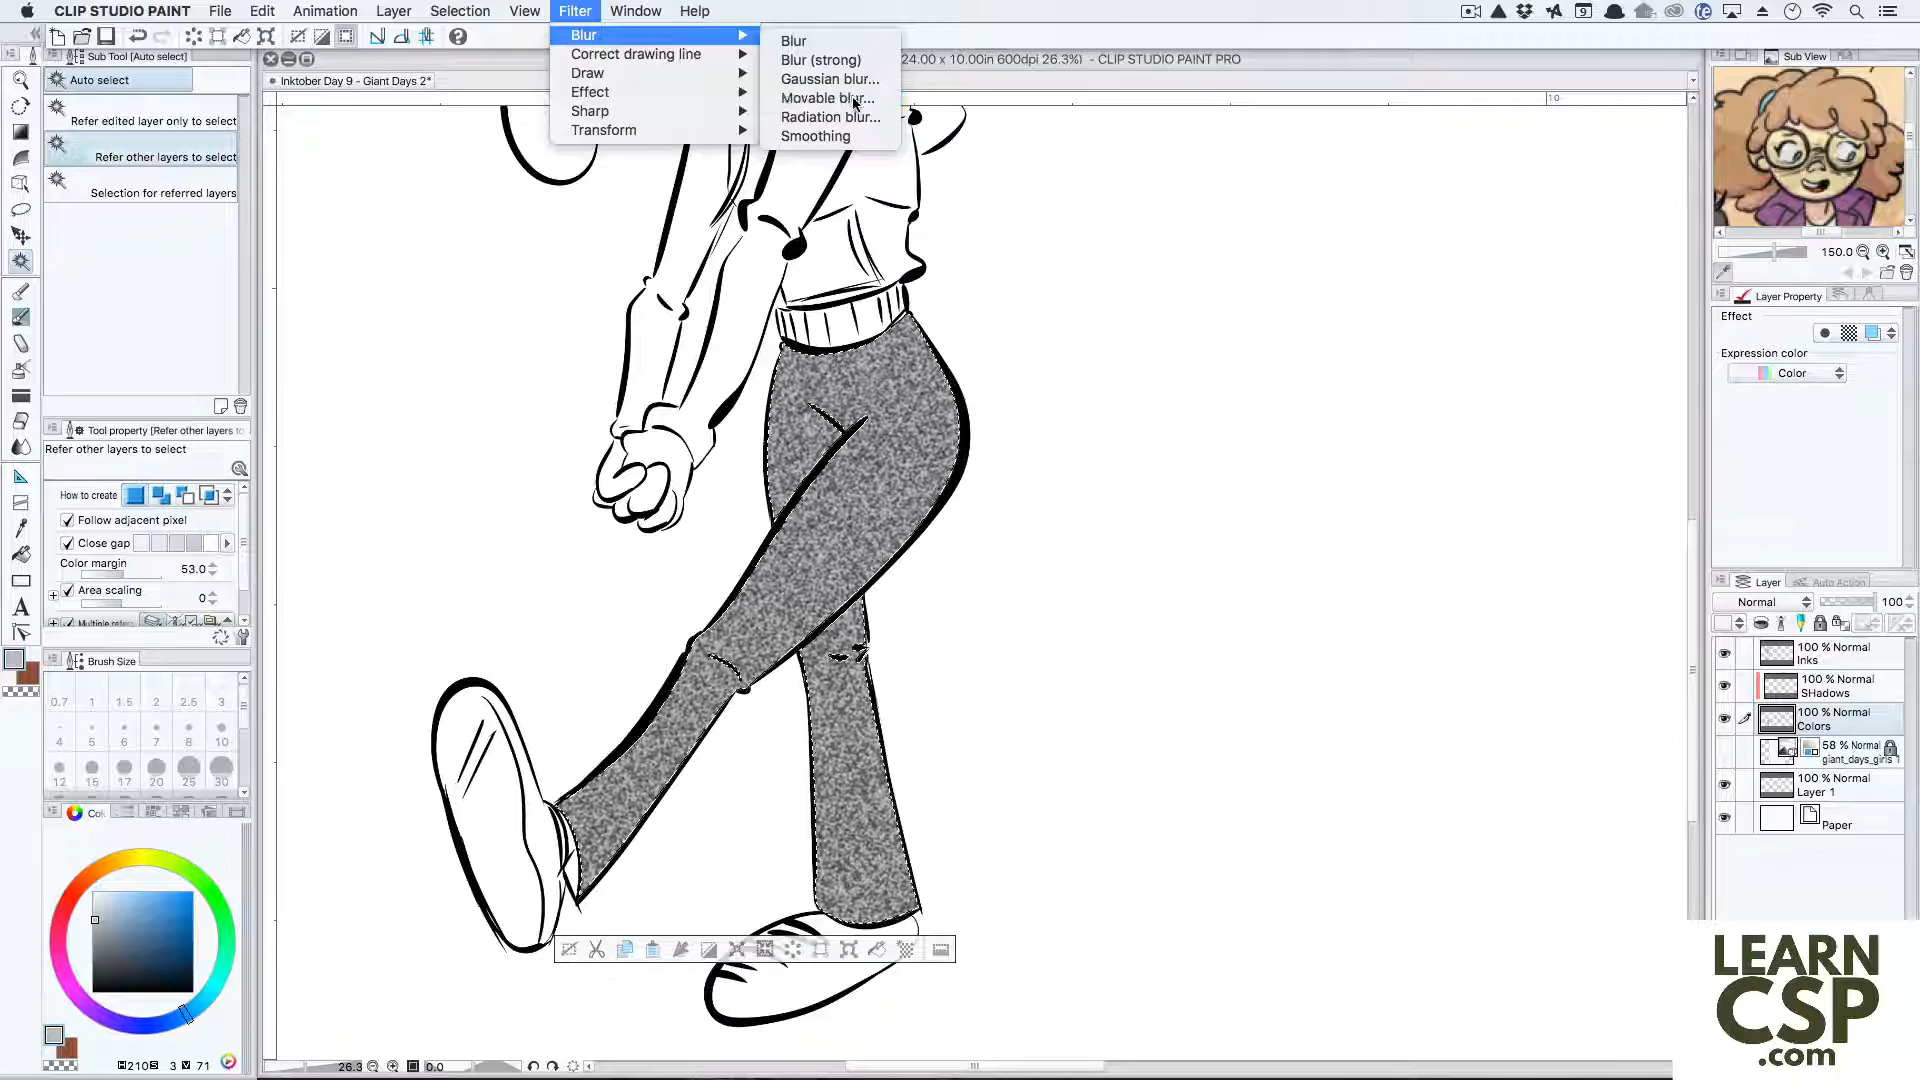 CLIP STUDIO PAINT File Edit Animation Layer Selection View Filter Window Help
Sub Tool [Auto select]
Auto select
Refer edited layer only to select
Refer other layers to select
Selection for referred layers
Inktober Day 9 - Giant Days 2*
24.00 x 10.00in 600dpi 26.3%) - CLIP STUDIO PAINT PRO
Blur
Correct drawing line
Draw
Effect
Sharp
Transform
Blur
Blur (strong)
Gaussian blur...
Movable blur...
Radiation blur...
Smoothing
10
Tool property [Refer other layers to
Refer other layers to select
How to create
Follow adjacent pixel
Close gap
Color margin
53.0
Area scaling
0
Brush Size
0.7 1 1.5 2 2.5 3
4 5 6 7 8 10
12 15 17 20 25 30
H210 S 3 V 71
26.3
0.0
Sub View
150.0
Layer Property
Effect
Expression color
Color
Layer Auto Action
Normal 100
100 % Normal
Inks
100 % Normal
SHadows
100 % Normal
Colors
58 % Normal
giant_days_girls 1
100 % Normal
Layer 1
Paper
LEARN
CSP
.com